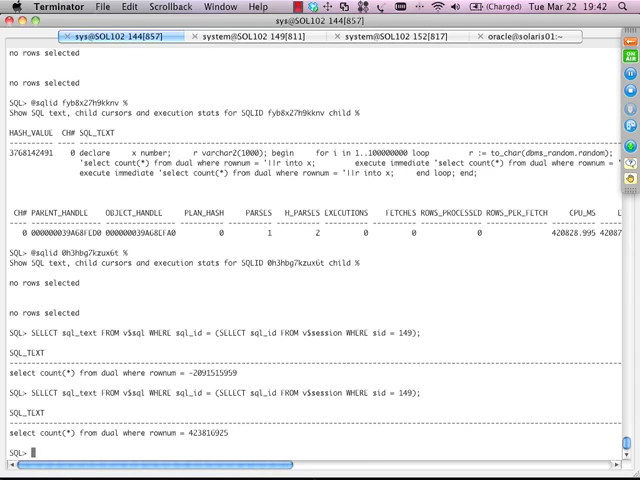 Terminator Shell Edit Scrollback Window Help (Charged) Tue Mar 22 19:42
sys@SOL102 144[857]
sys@SOL102 144[857] system@SOL102 149[811] system@SOL102 152[817] oracle@solaris01:~
no rows selected
no rows selected
SQL> @sqlid fyb8x27h9kknv %
Show SQL text, child cursors and execution stats for SQLID fyb8x27h9kknv child %
HASH_VALUE CH# SQL_TEXT
3768142491 0 declare x number; r varchar2(1000); begin for i in 1..100000000 loop r := to_char(dbms_random.random);
'select count(*) from dual where rownum = '||r into x; execute immediate 'select count(*) from dual where rownum =
execute immediate 'select count(*) from dual where rownum = '||r into x; end loop; end;
CH# PARENT_HANDLE OBJECT_HANDLE PLAN_HASH PARSES H_PARSES EXECUTIONS FETCHES ROWS_PROCESSED ROWS_PER_FETCH CPU_MS E
0 000000039A68FED0 000000039A68EFA0 0 1 2 0 0 0 420828.995 4208
SQL> @sqlid 0h3hbg7kzux6t %
Show SQL text, child cursors and execution stats for SQLID 0h3hbg7kzux6t child %
no rows selected
no rows selected
SQL> SELECT sql_text FROM v$sql WHERE sql_id = (SELECT sql_id FROM v$session WHERE sid = 149);
SQL_TEXT
select count(*) from dual where rownum = -2091515959
SQL> SELECT sql_text FROM v$sql WHERE sql_id = (SELECT sql_id FROM v$session WHERE sid = 149);
SQL_TEXT
select count(*) from dual where rownum = 423816925
SQL>